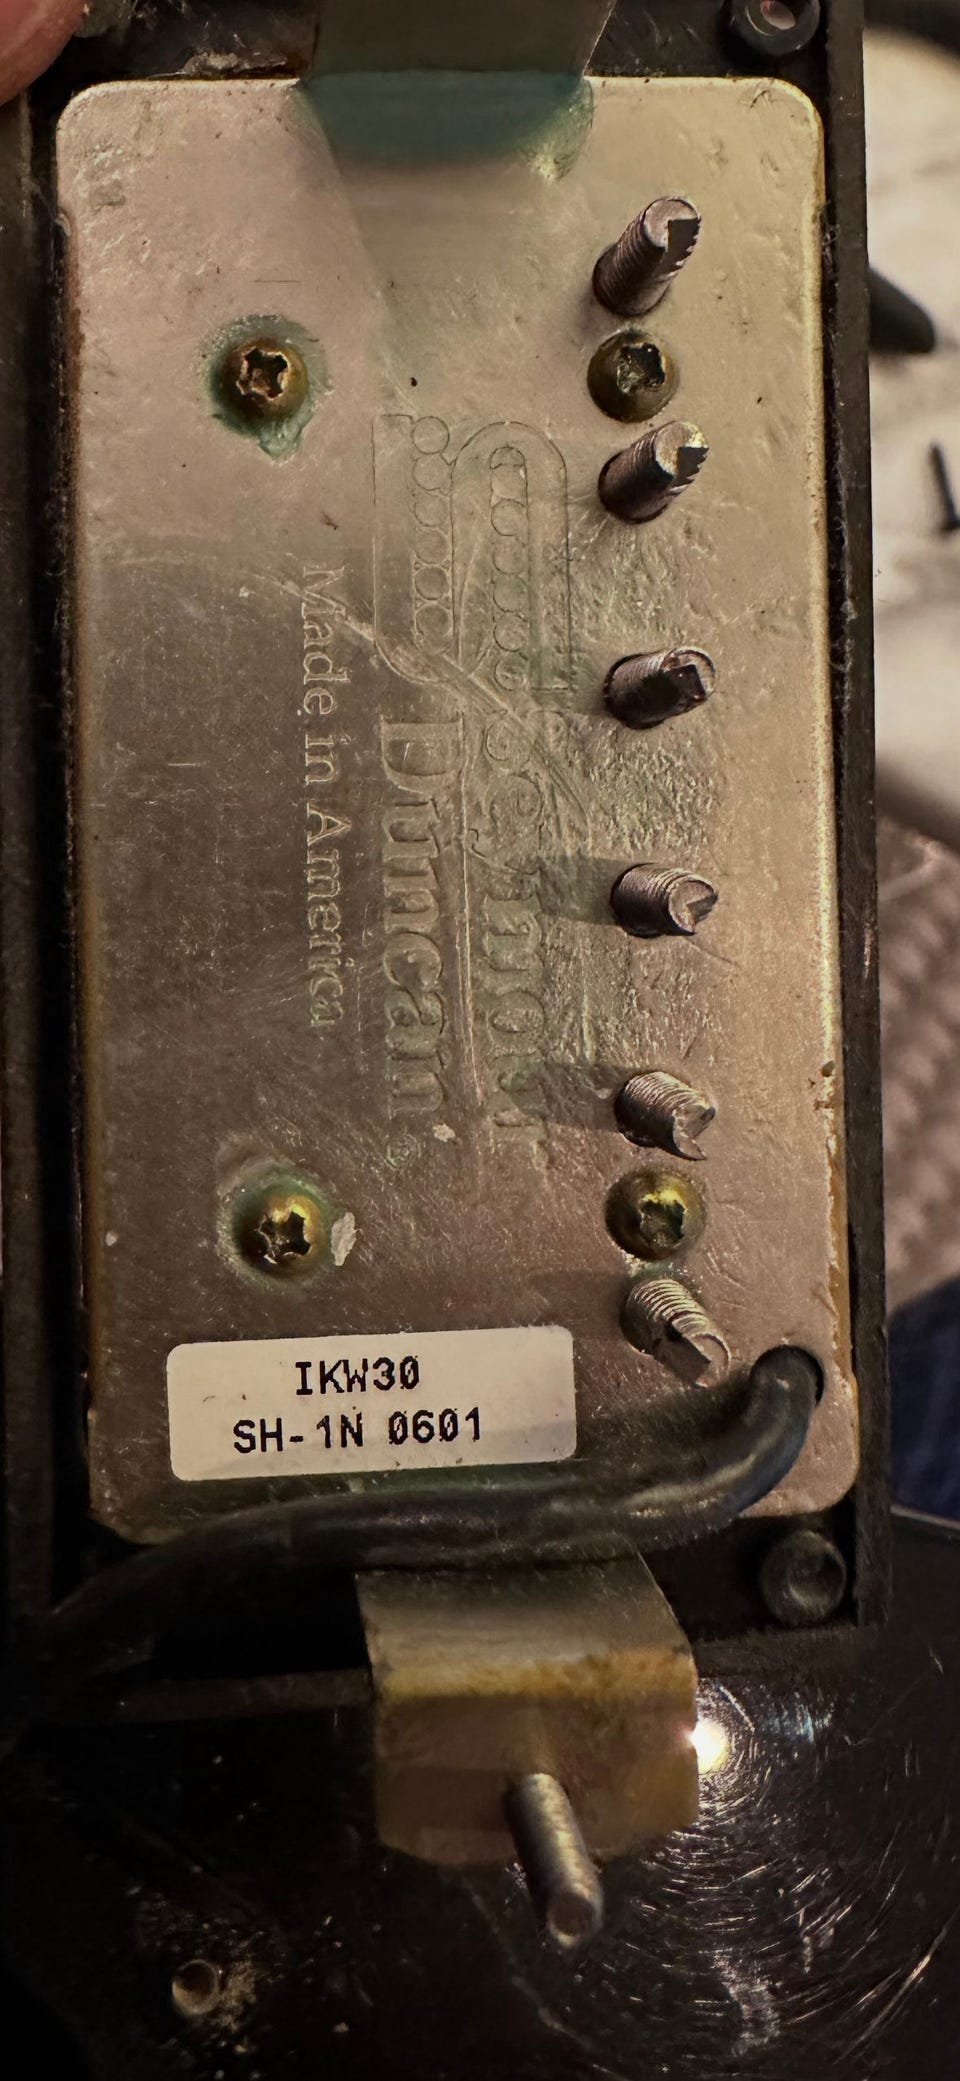 Seymour
Duncan®
Made in America
IKW30
SH-1N 0601